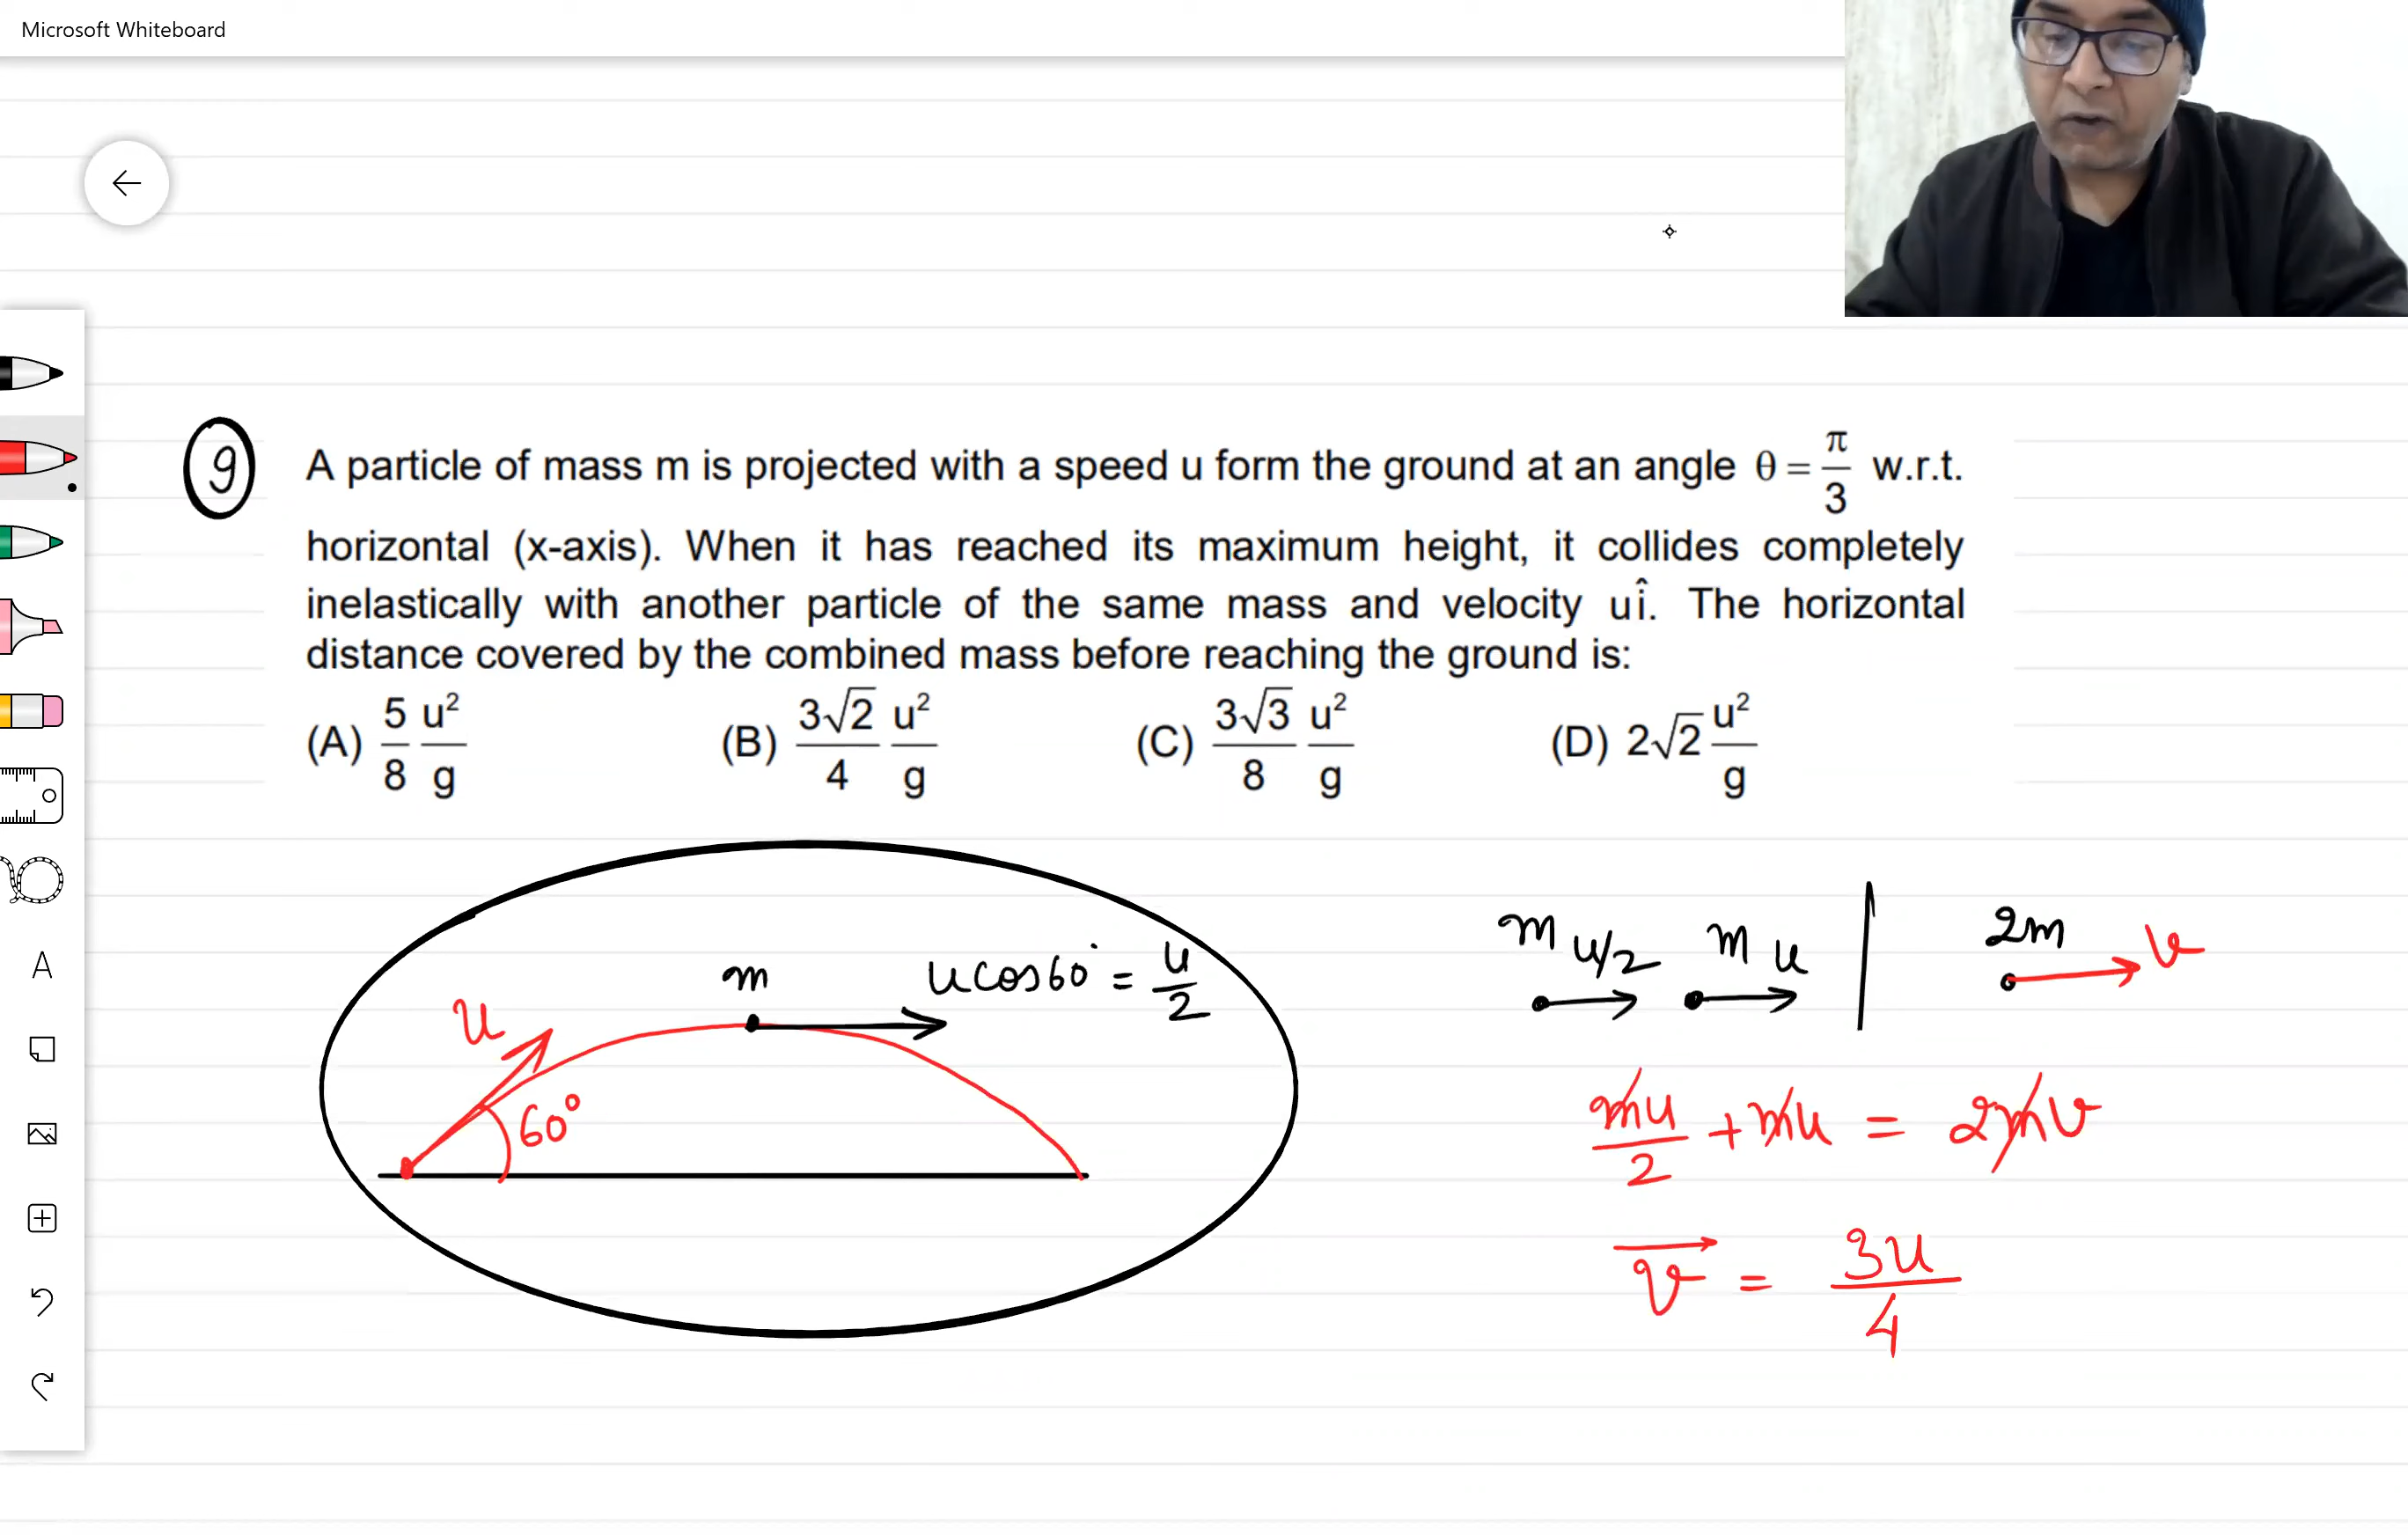 Microsoft Whiteboard
9
A particle of mass m is projected with a speed u form the ground at an angle θ = π/3 w.r.t.
horizontal (x-axis). When it has reached its maximum height, it collides completely
inelastically with another particle of the same mass and velocity u î. The horizontal
distance covered by the combined mass before reaching the ground is:
(A) 5/8 u²/g (B) 3√2/4 u²/g (C) 3√3/8 u²/g (D) 2√2 u²/g
m u cos60° = u/2
u
60°
m u/2 m u | 2m v
mu/2 + mu = 2mv
v⃗ = 3u/4
A